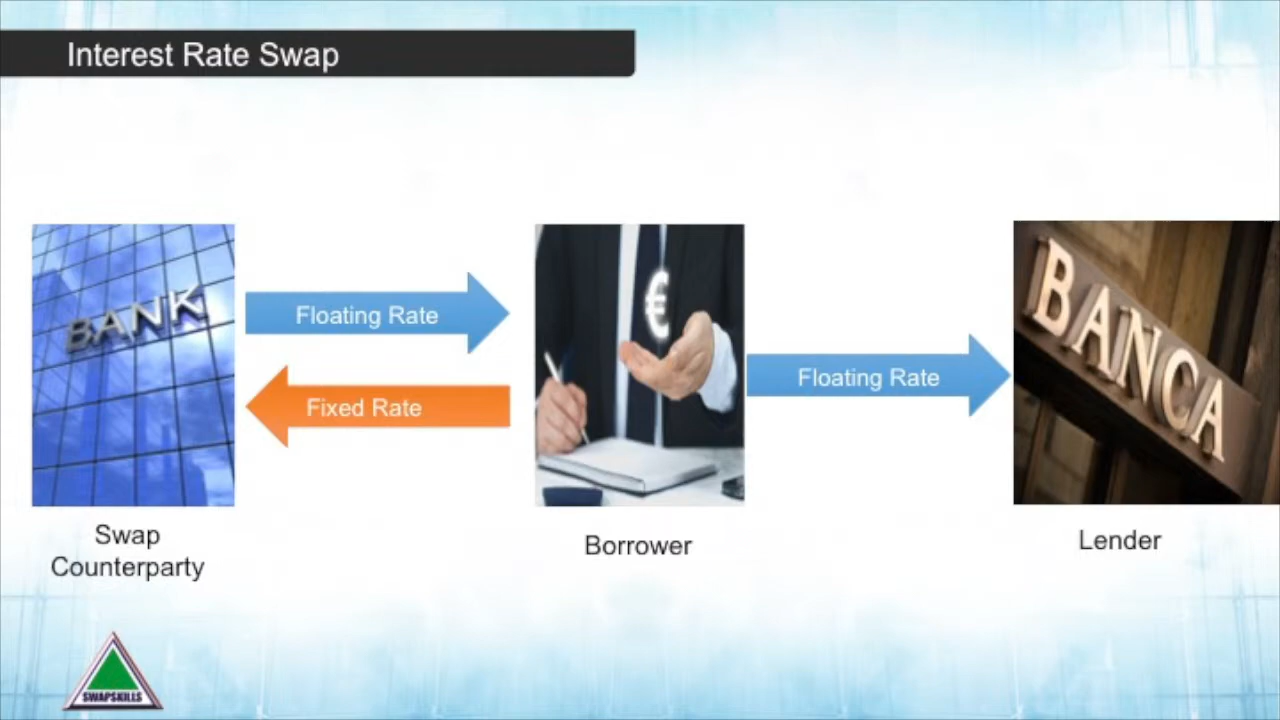 Interest Rate Swap
BANK
Floating Rate
Fixed Rate
€
Floating Rate
BANCA
Swap
Counterparty
Borrower
Lender
SWAPSKILLS